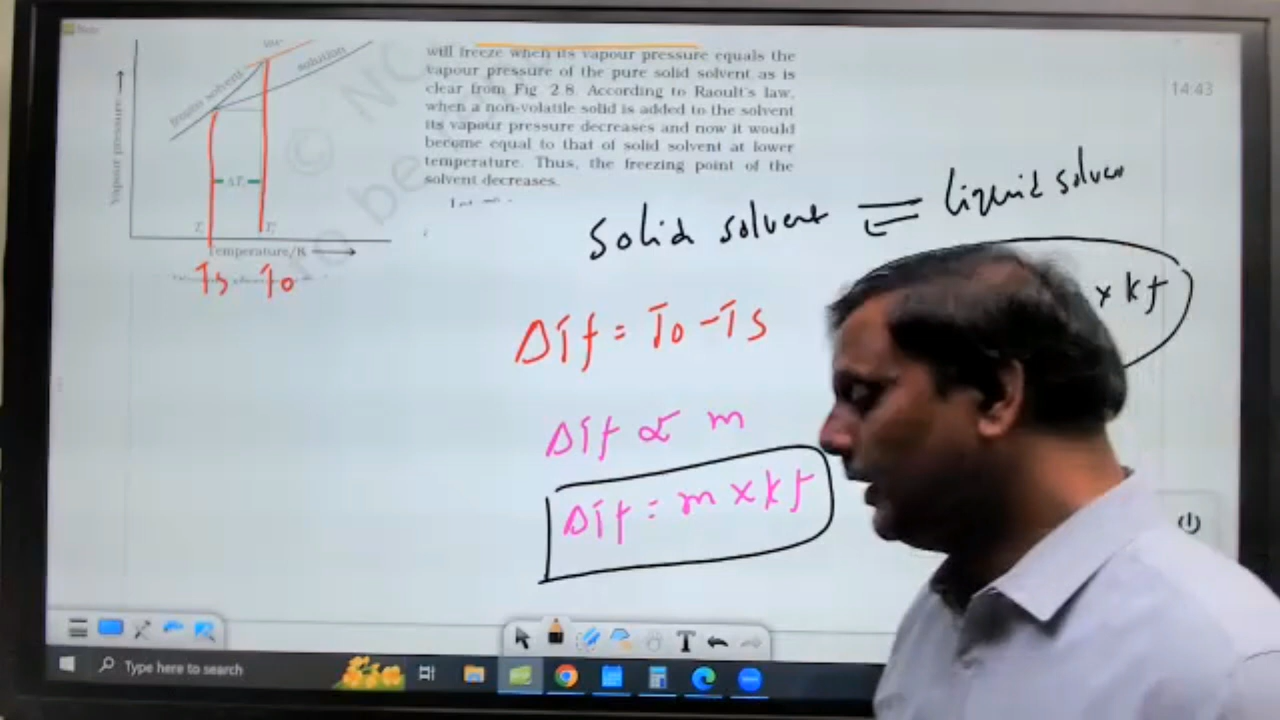 will freeze when its vapour pressure equals the
vapour pressure of the pure solid solvent as is
clear from Fig 2.8. According to Raoult's law,
when a non-volatile solid is added to the solvent
its vapour pressure decreases and now it would
become equal to that of solid solvent at lower
temperature. Thus, the freezing point of the
solvent decreases.
14:43
frozen solvent
solution
Vapour pressure
ΔT
Temperature/K
Ts To
Solid solvent ⇌ liquid solven
x kf
ΔTf = To - Ts
ΔTf α m
ΔTf = m x kf
Type here to search
T